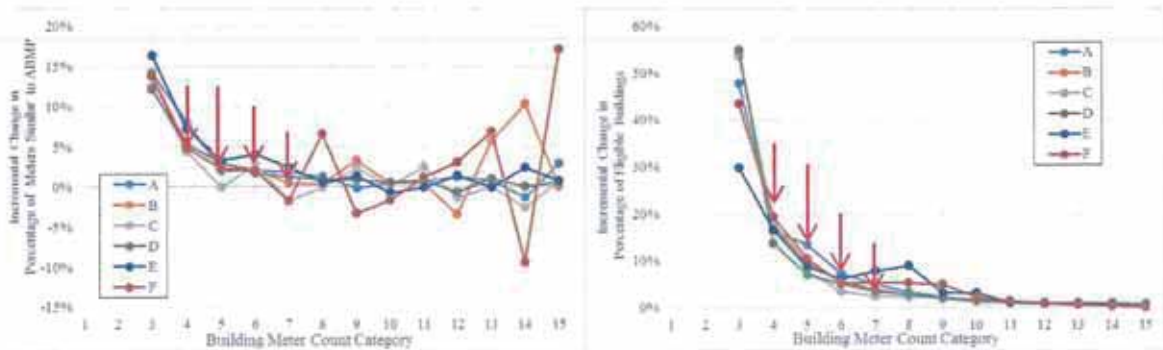 Incremental Change in
Percentage of Meters Similar to ABMP
20%
15%
10%
5%
0%
-5%
-10%
-15%
A
B
C
D
E
F
1 2 3 4 5 6 7 8 9 10 11 12 13 14 15
Building Meter Count Category
Incremental Change in
Percentage of Eligible Buildings
60%
50%
40%
30%
20%
10%
0%
A
B
C
D
E
F
1 2 3 4 5 6 7 8 9 10 11 12 13 14 15
Building Meter Count Category